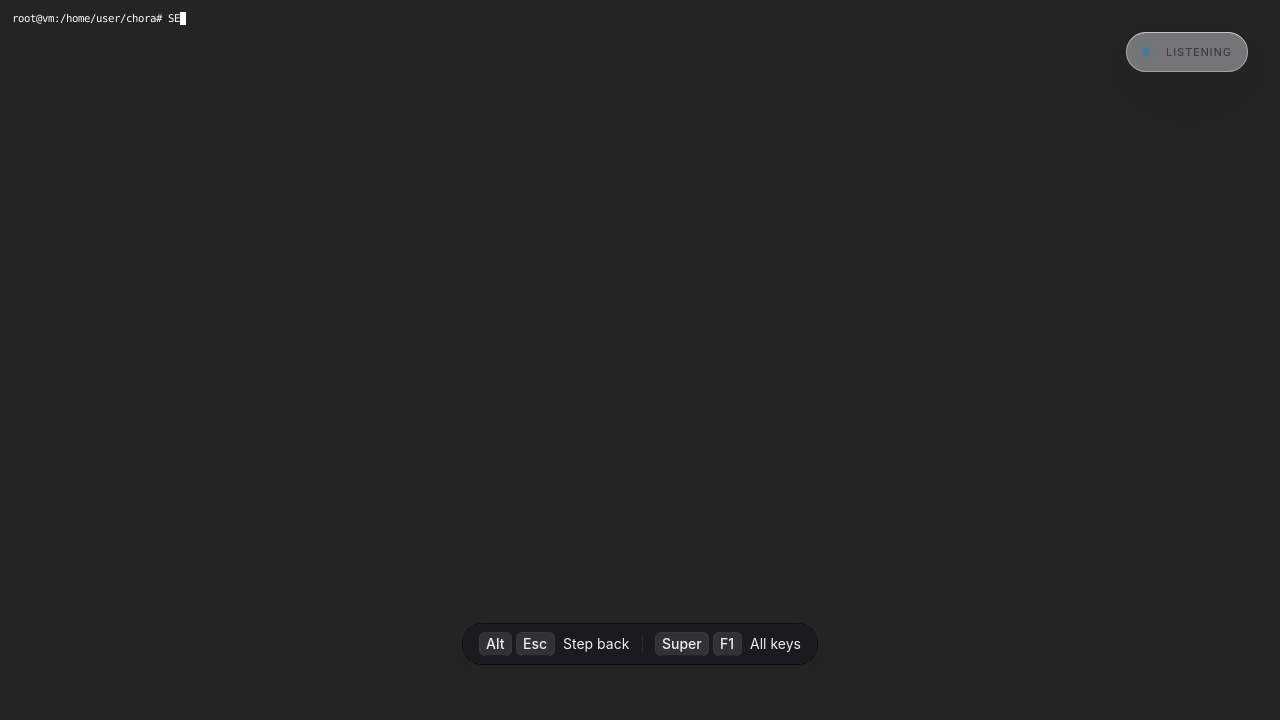 root@vm:/home/user/chora# SE
LISTENING
Alt Esc Step back Super F1 All keys